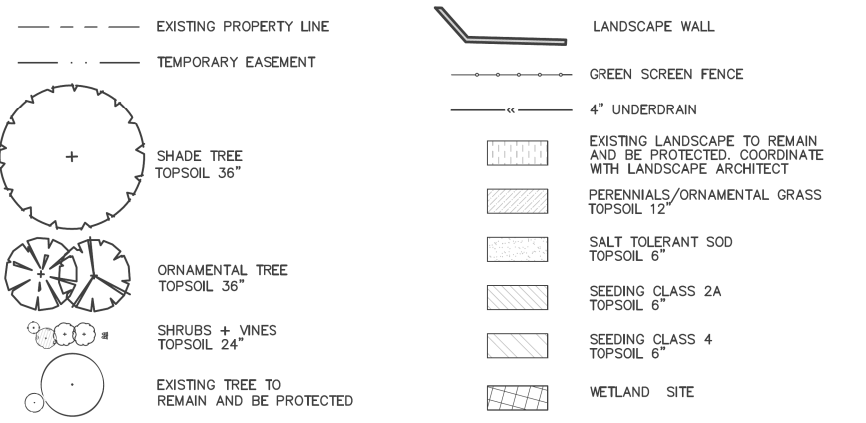 EXISTING PROPERTY LINE
TEMPORARY EASEMENT
SHADE TREE
TOPSOIL 36"
ORNAMENTAL TREE
TOPSOIL 36"
SHRUBS + VINES
TOPSOIL 24"
EXISTING TREE TO
REMAIN AND BE PROTECTED
LANDSCAPE WALL
GREEN SCREEN FENCE
4" UNDERDRAIN
EXISTING LANDSCAPE TO REMAIN
AND BE PROTECTED. COORDINATE
WITH LANDSCAPE ARCHITECT
PERENNIALS/ORNAMENTAL GRASS
TOPSOIL 12"
SALT TOLERANT SOD
TOPSOIL 6"
SEEDING CLASS 2A
TOPSOIL 6"
SEEDING CLASS 4
TOPSOIL 6"
WETLAND SITE